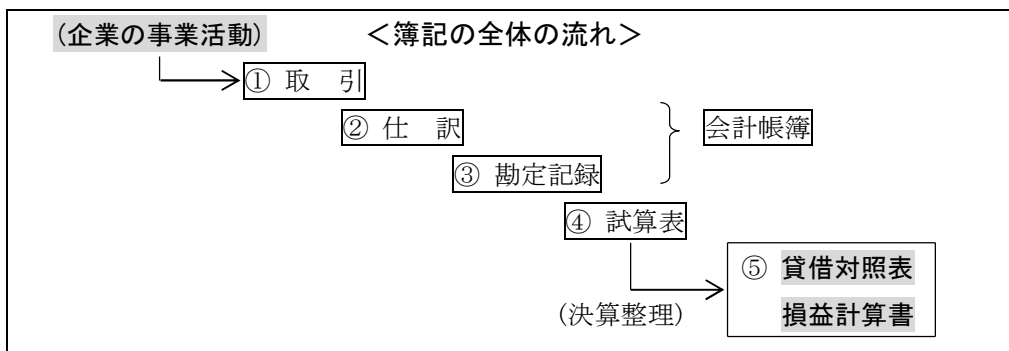 (企業の事業活動) <簿記の全体の流れ>
① 取 引
② 仕 訳 会計帳簿
③ 勘定記録
④ 試算表
⑤ 貸借対照表
(決算整理) 損益計算書